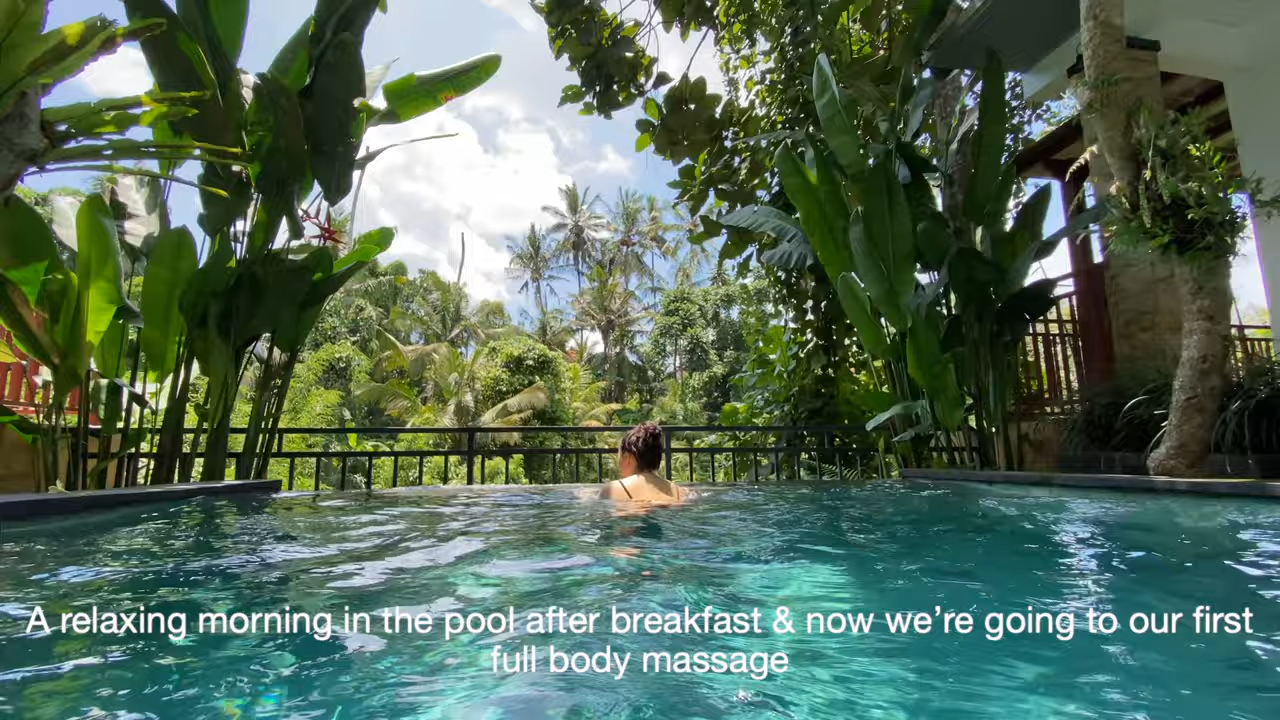 A relaxing morning in the pool after breakfast & now we’re going to our first
full body massage